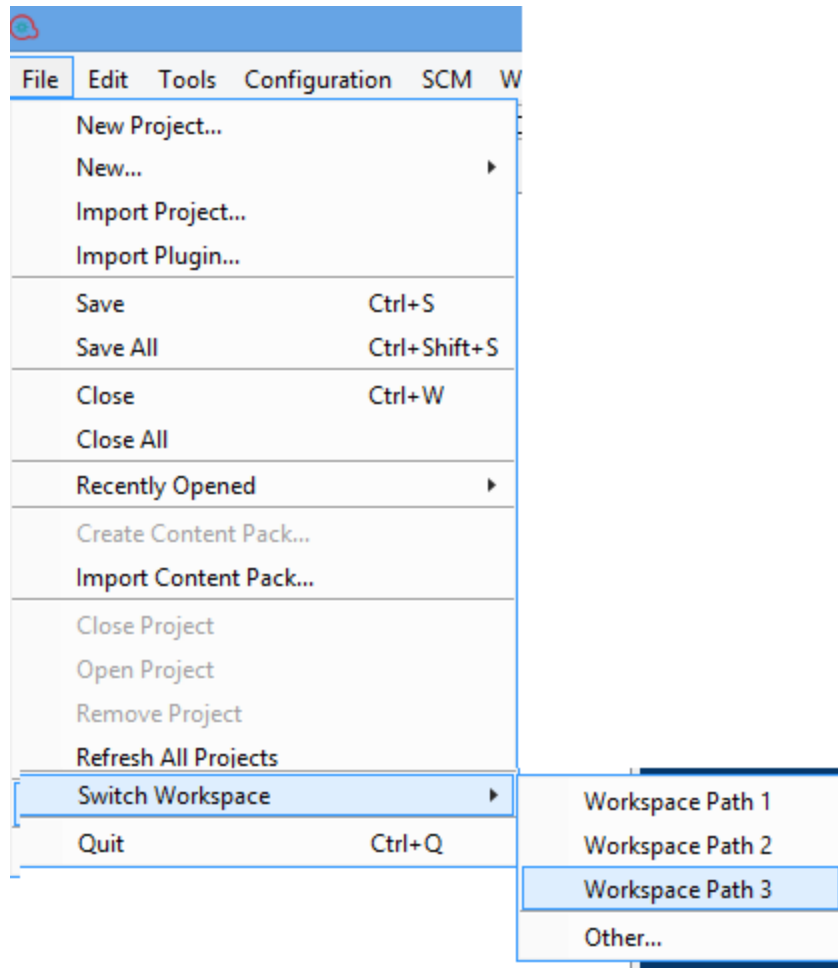 File Edit Tools Configuration SCM W
New Project...
New...
Import Project...
Import Plugin...
Save Ctrl+S
Save All Ctrl+Shift+S
Close Ctrl+W
Close All
Recently Opened
Create Content Pack...
Import Content Pack...
Close Project
Open Project
Remove Project
Refresh All Projects
Switch Workspace
Quit Ctrl+Q
Workspace Path 1
Workspace Path 2
Workspace Path 3
Other...